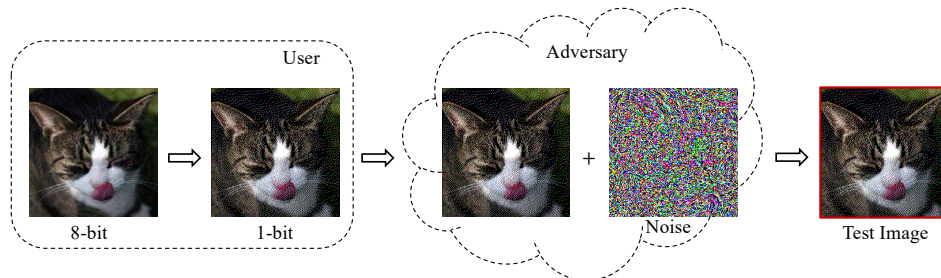 User
Adversary
+
8-bit
1-bit
Noise
Test Image